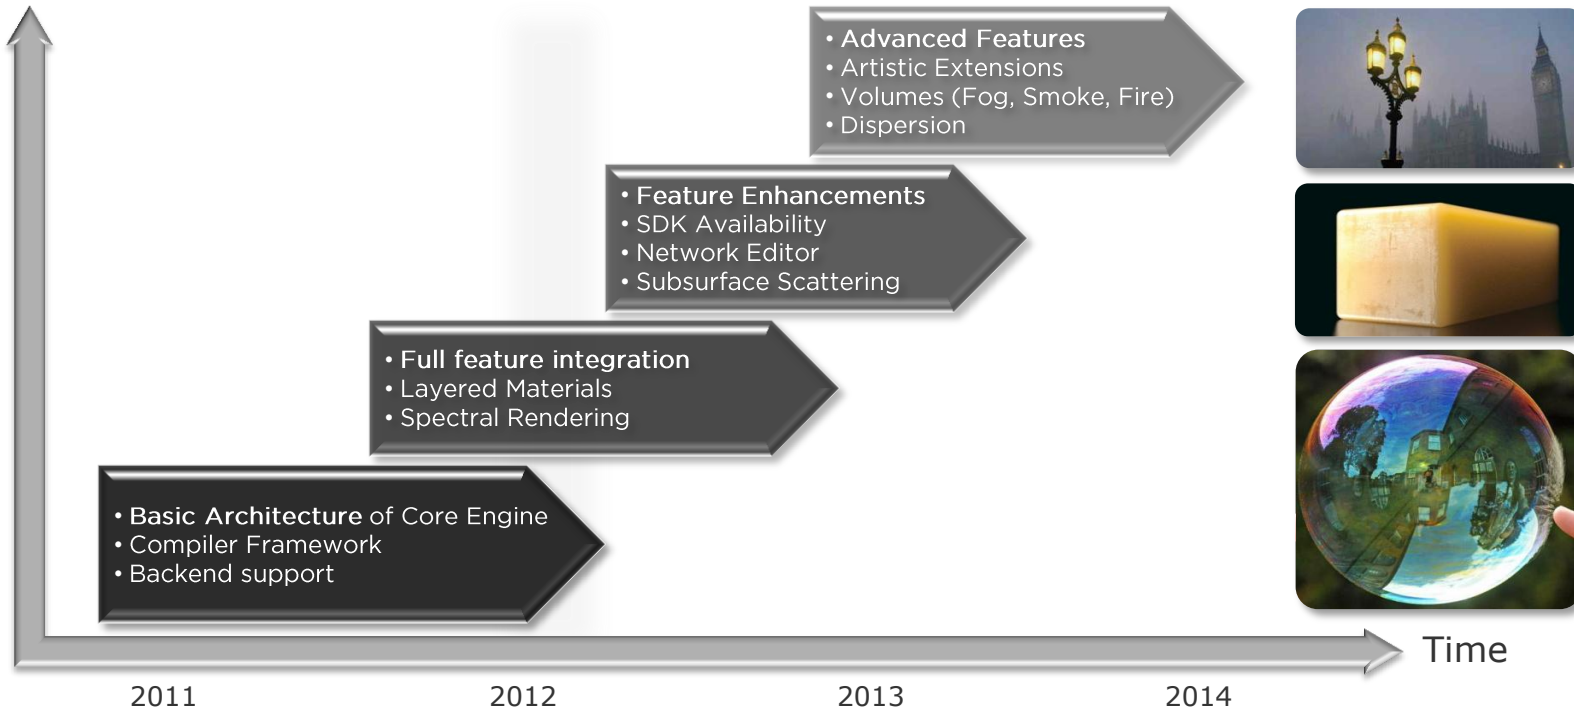 • Advanced Features
• Artistic Extensions
• Volumes (Fog, Smoke, Fire)
• Dispersion
• Feature Enhancements
• SDK Availability
• Network Editor
• Subsurface Scattering
• Full feature integration
• Layered Materials
• Spectral Rendering
• Basic Architecture of Core Engine
• Compiler Framework
• Backend support
Time
2011 2012 2013 2014